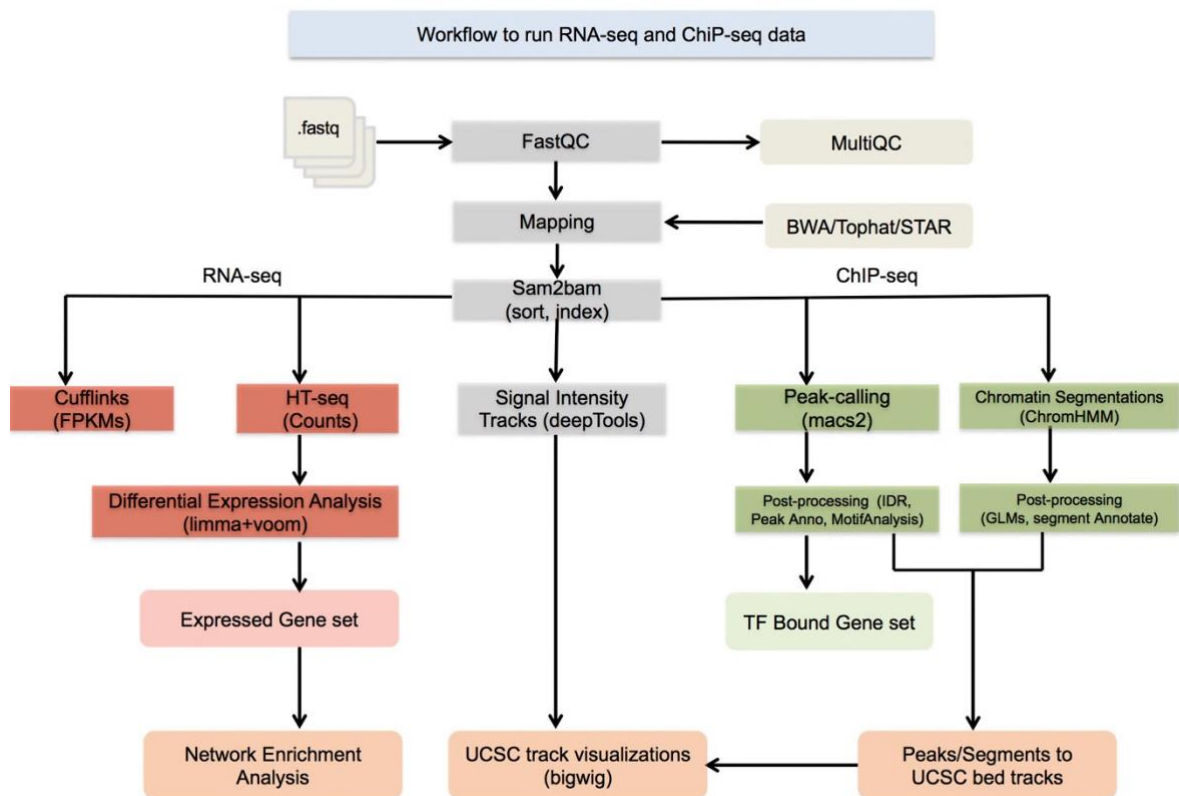 Workflow to run RNA-seq and ChiP-seq data
.fastq
FastQC
MultiQC
Mapping
BWA/Tophat/STAR
RNA-seq
Sam2bam
(sort, index)
ChIP-seq
Cufflinks
(FPKMs)
HT-seq
(Counts)
Signal Intensity
Tracks (deepTools)
Peak-calling
(macs2)
Chromatin Segmentations
(ChromHMM)
Differential Expression Analysis
(limma+voom)
Post-processing (IDR,
Peak Anno, MotifAnalysis)
Post-processing
(GLMs, segment Annotate)
Expressed Gene set
TF Bound Gene set
Network Enrichment
Analysis
UCSC track visualizations
(bigwig)
Peaks/Segments to
UCSC bed tracks